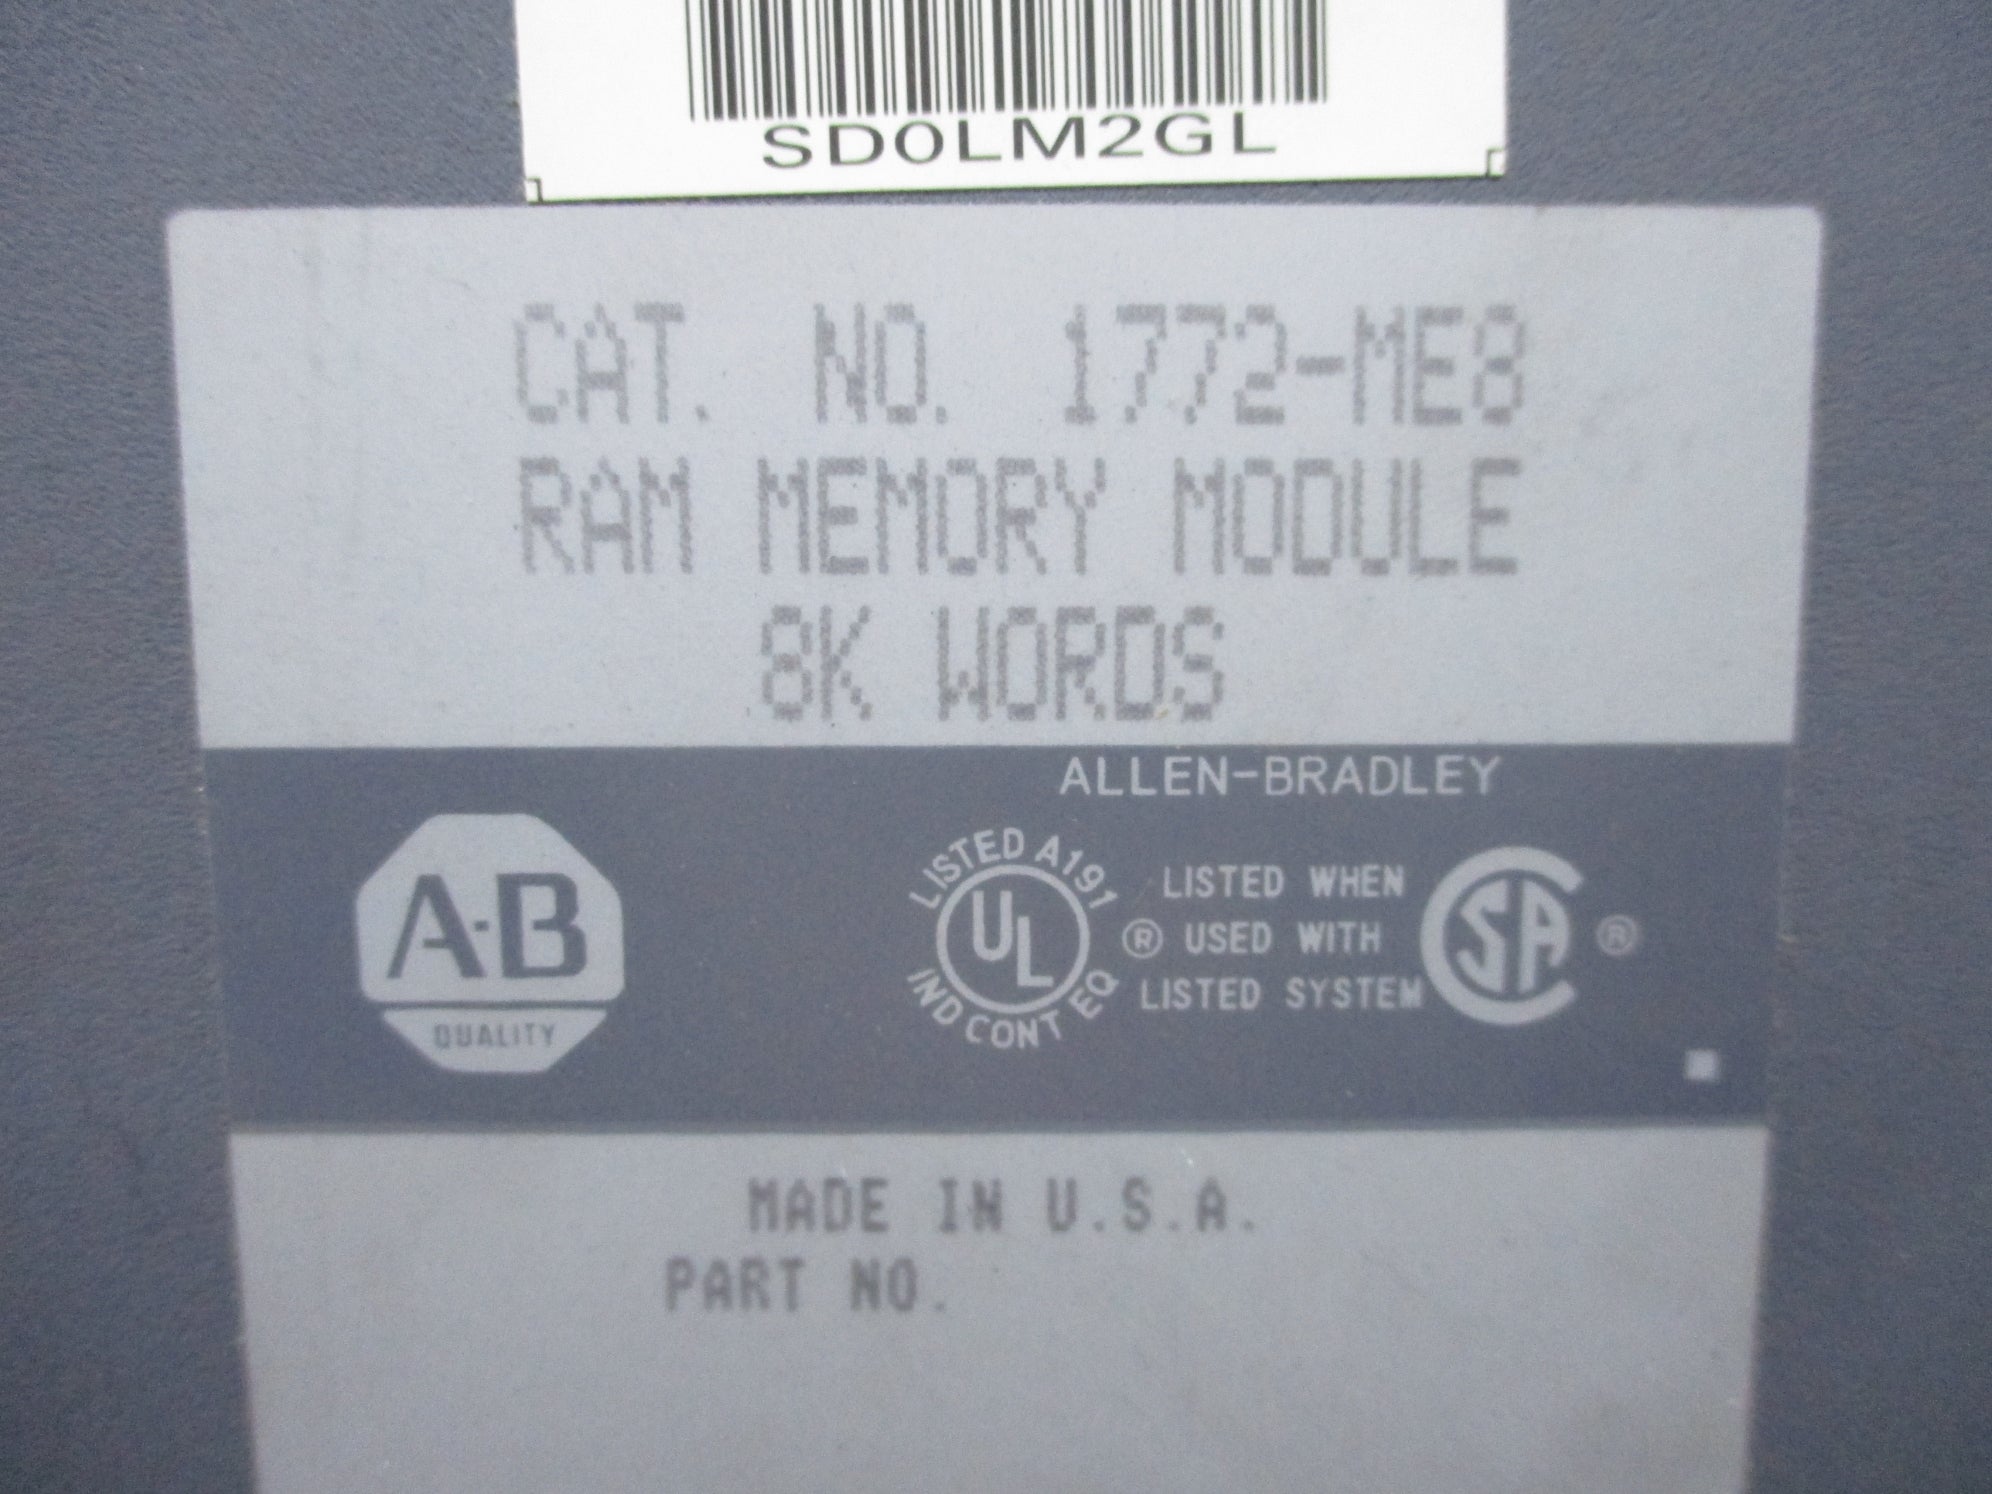 SD0LM2GL
CAT. NO. 1772-ME8
RAM MEMORY MODULE
8K WORDS
ALLEN-BRADLEY
A-B
QUALITY
LISTED A191
UL
IND CONT EQ
®
LISTED WHEN
USED WITH
LISTED SYSTEM
SA
®
MADE IN U.S.A.
PART NO.